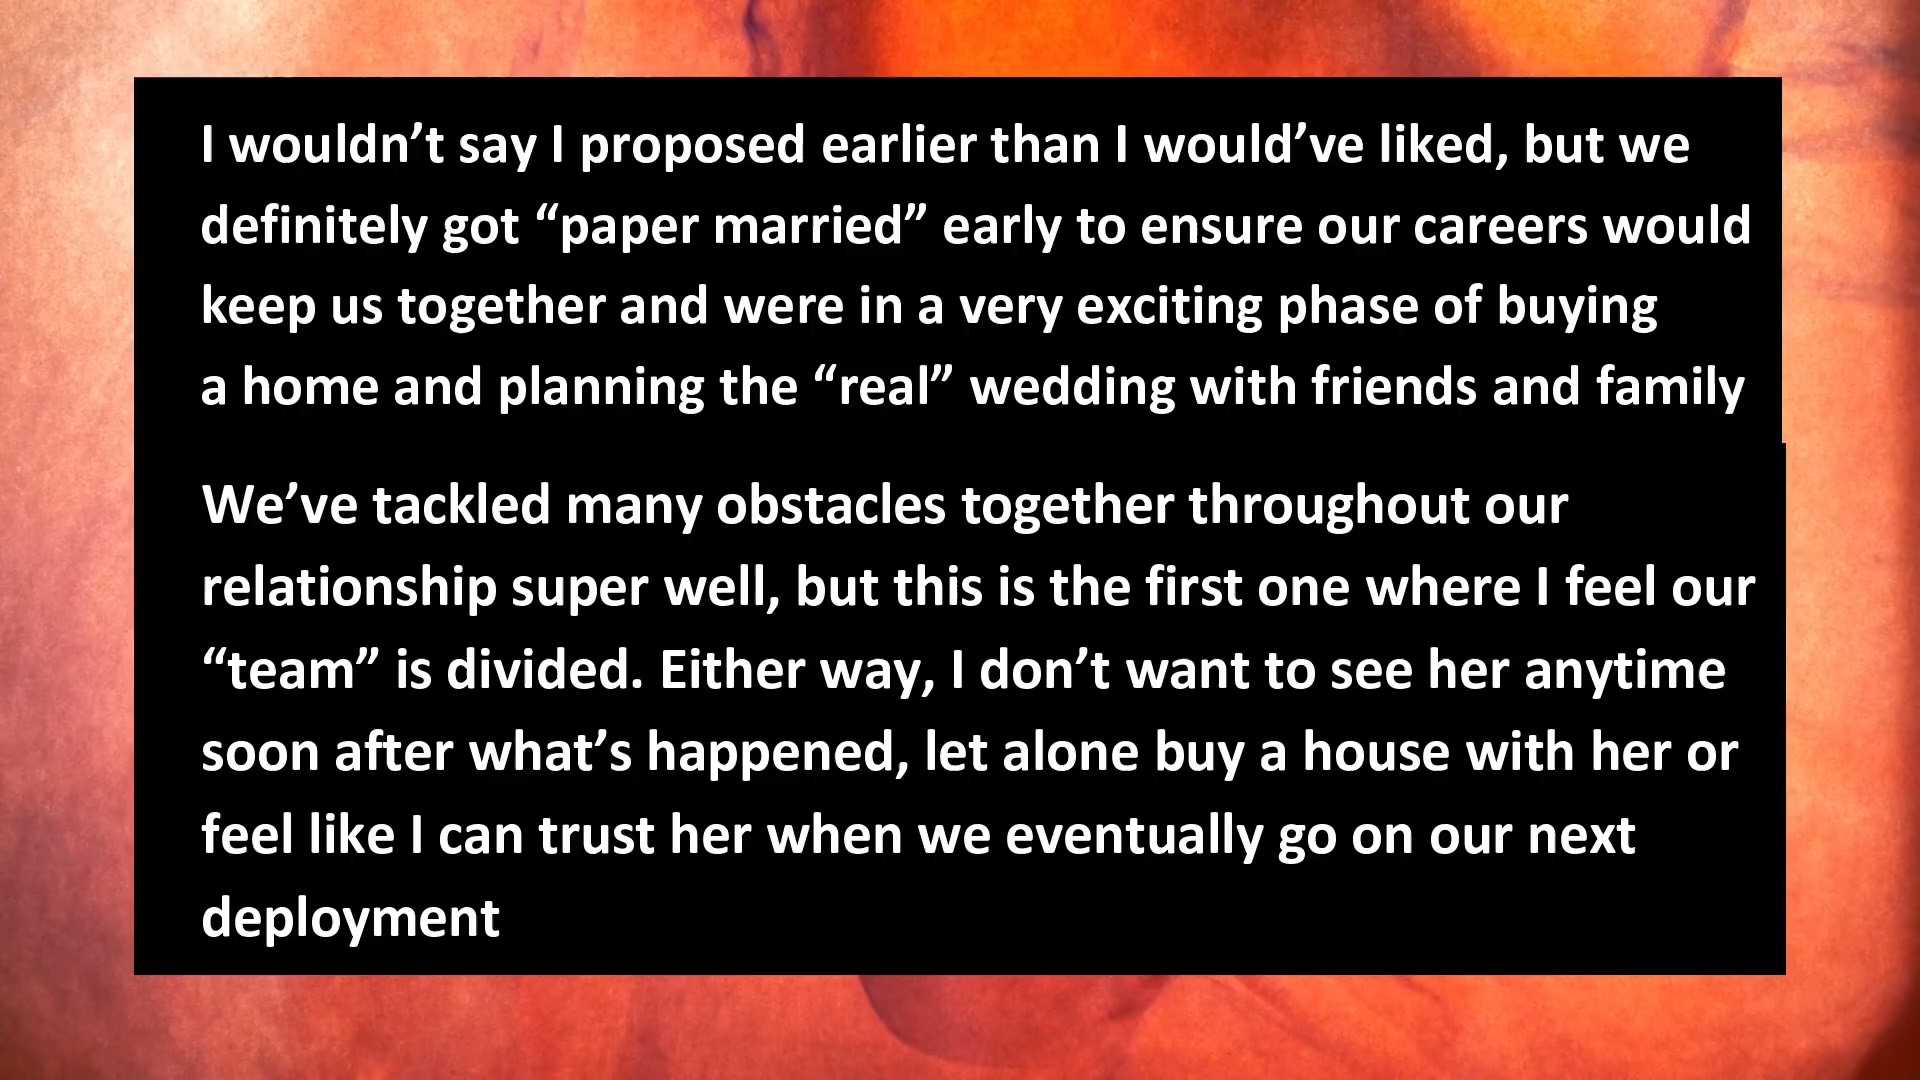 I wouldn’t say I proposed earlier than I would’ve liked, but we
definitely got “paper married” early to ensure our careers would
keep us together and were in a very exciting phase of buying
a home and planning the “real” wedding with friends and family
We’ve tackled many obstacles together throughout our
relationship super well, but this is the first one where I feel our
“team” is divided. Either way, I don’t want to see her anytime
soon after what’s happened, let alone buy a house with her or
feel like I can trust her when we eventually go on our next
deployment